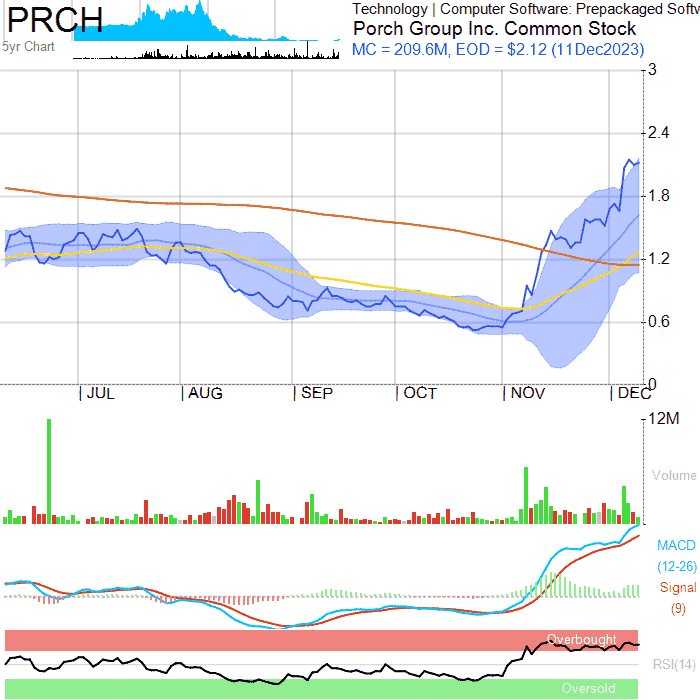 PRCH
5yr Chart
Technology | Computer Software: Prepackaged Softw
Porch Group Inc. Common Stock
MC = 209.6M, EOD = $2.12 (11Dec2023)
3
2.4
1.8
1.2
0.6
0
JUL
AUG
SEP
OCT
NOV
DEC
12M
Volume
MACD
(12-26)
Signal
(9)
Overbought
RSI(14)
Oversold